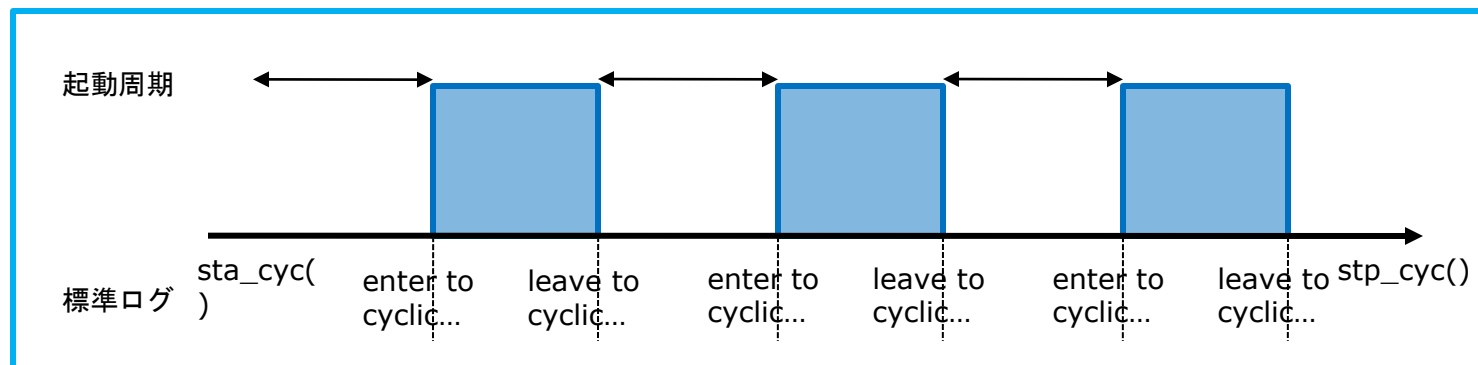 起動周期
標準ログ
sta_cyc(
)
enter to
cyclic…
leave to
cyclic…
enter to
cyclic…
leave to
cyclic…
enter to
cyclic…
leave to
cyclic…
stp_cyc()